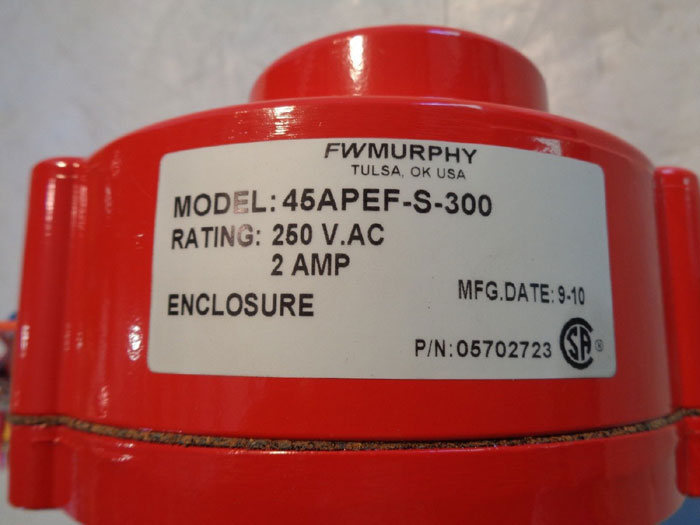 FWMURPHY
TULSA, OK USA
MODEL: 45APEF-S-300
RATING: 250 V.AC
2 AMP
ENCLOSURE
MFG.DATE: 9-10
P/N: 05702723 SA ®